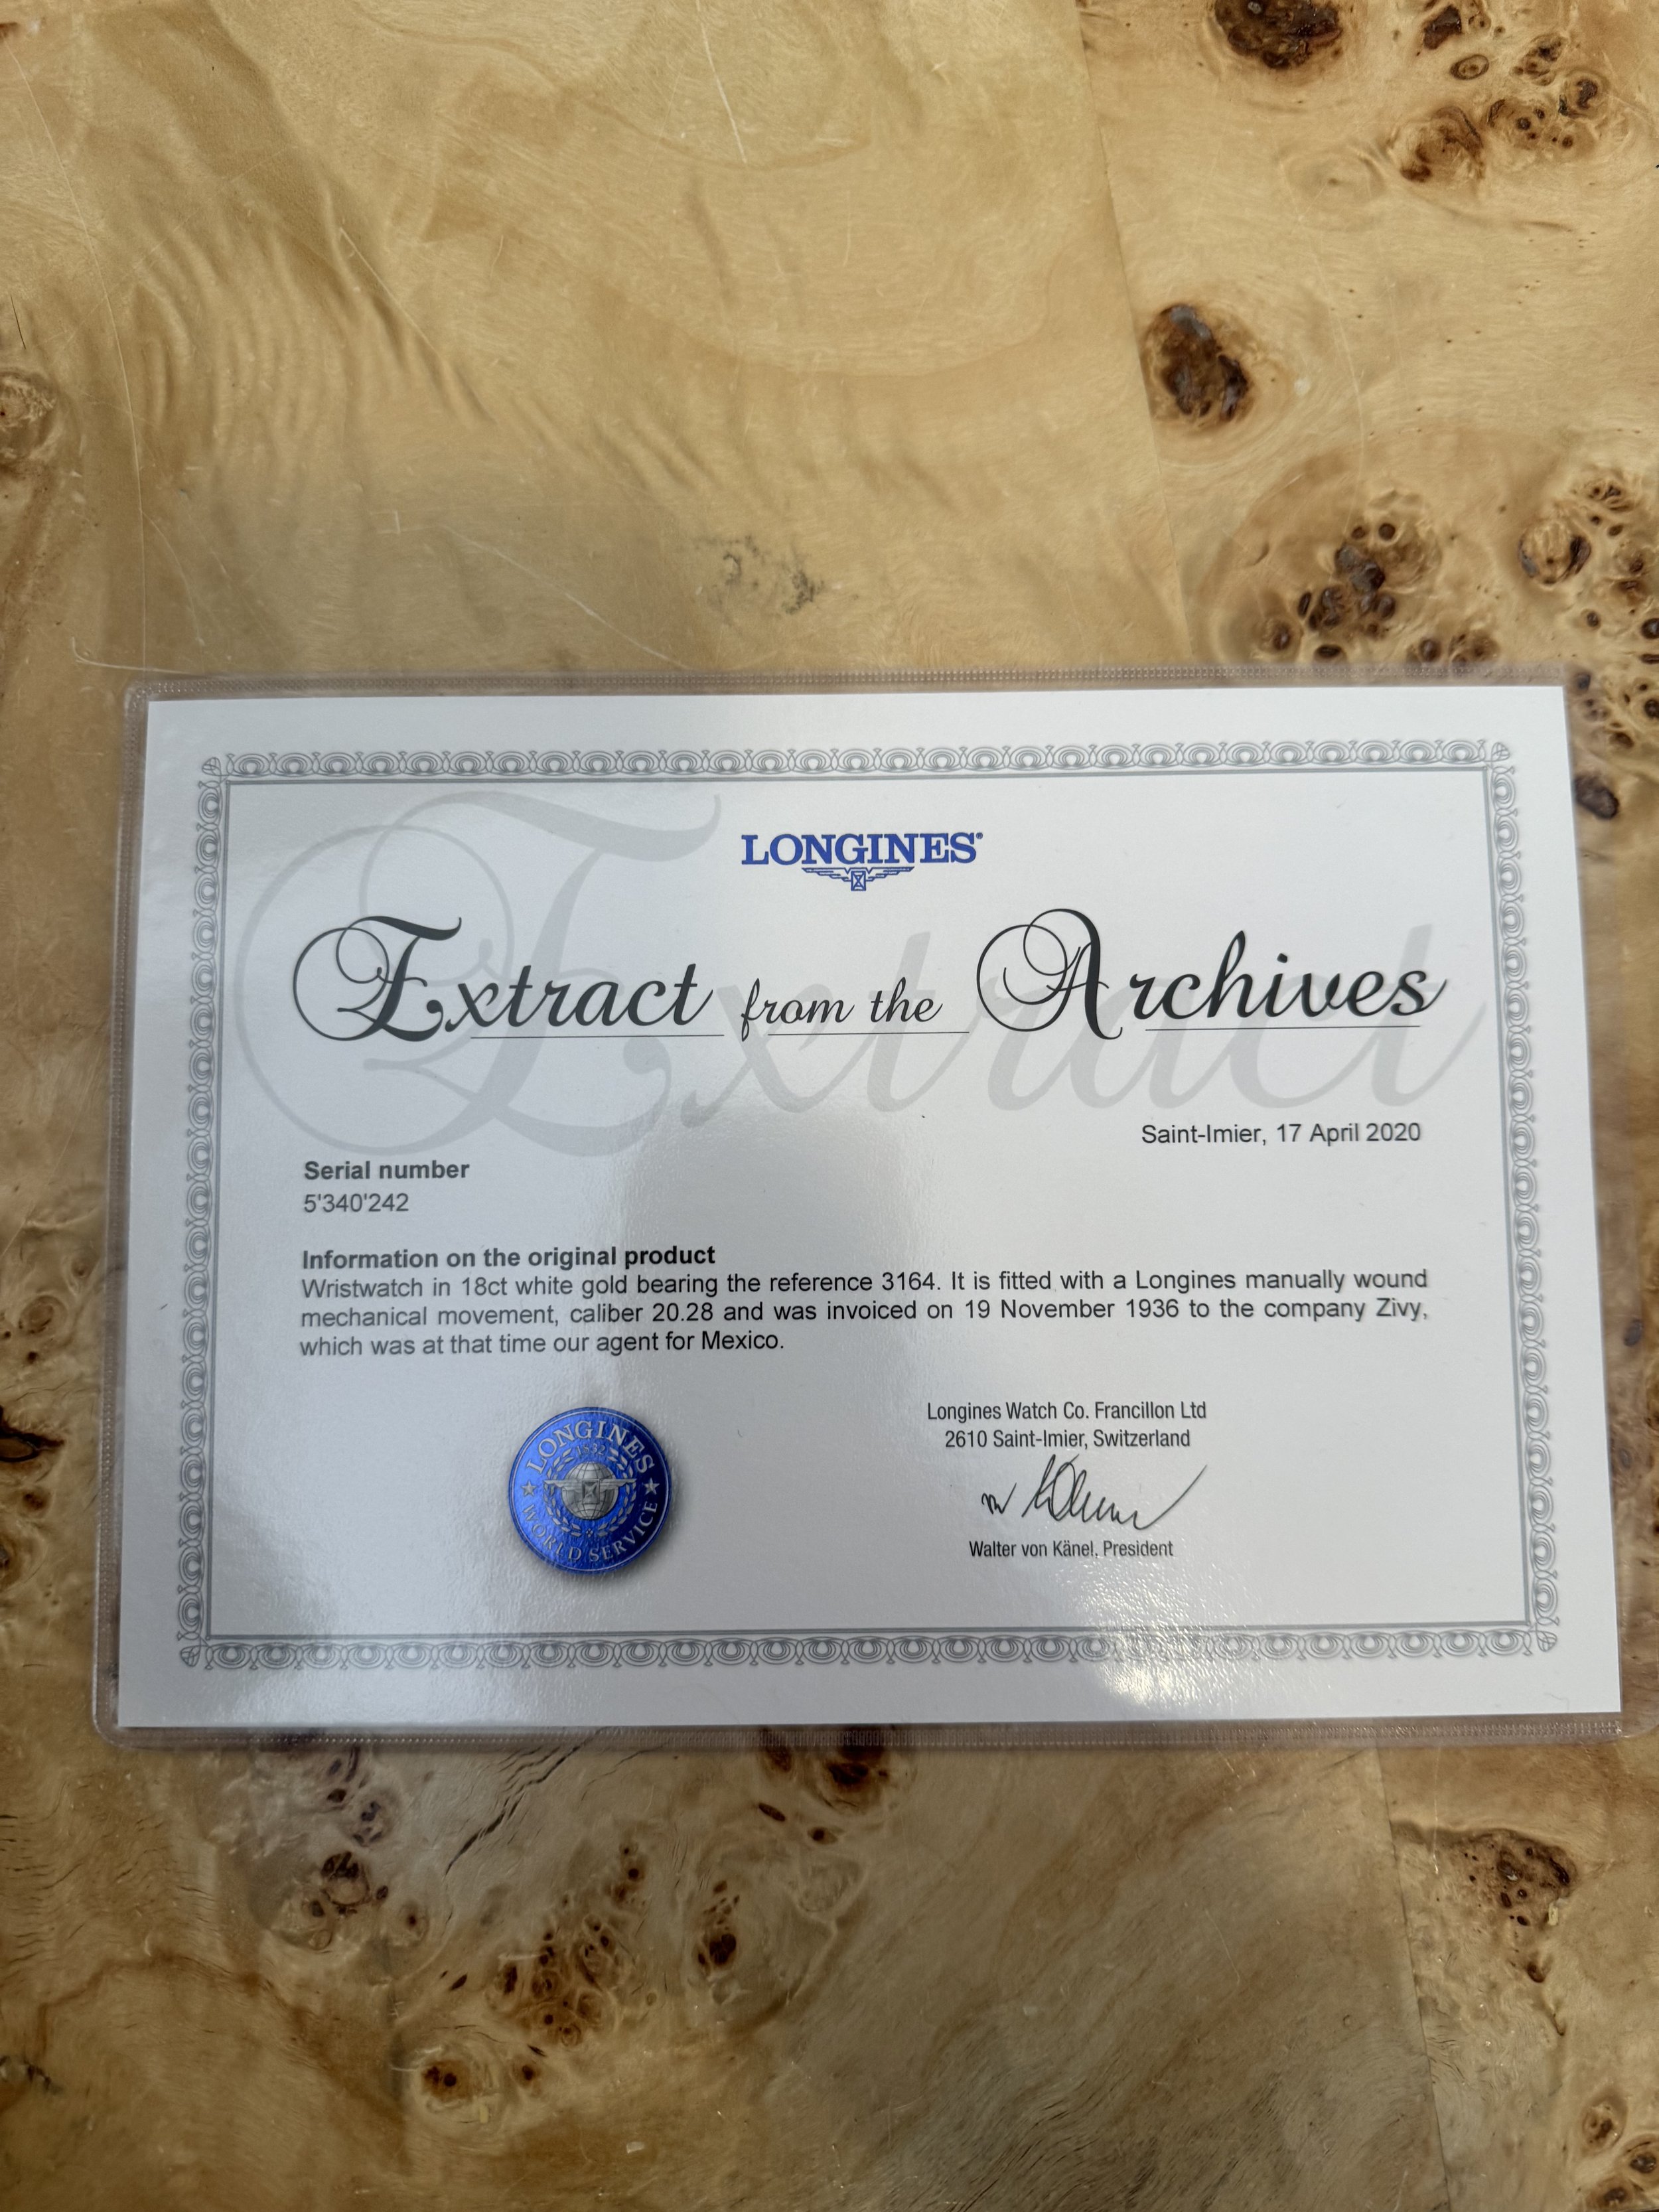 LONGINES®
Extract from the Archives
Extract
Saint-Imier, 17 April 2020
Serial number
5'340'242
Information on the original product
Wristwatch in 18ct white gold bearing the reference 3164. It is fitted with a Longines manually wound
mechanical movement, caliber 20.28 and was invoiced on 19 November 1936 to the company Zivy,
which was at that time our agent for Mexico.
LONGINES
1832
WORLD SERVICE
Longines Watch Co. Francillon Ltd
2610 Saint-Imier, Switzerland
Walter von Känel, President